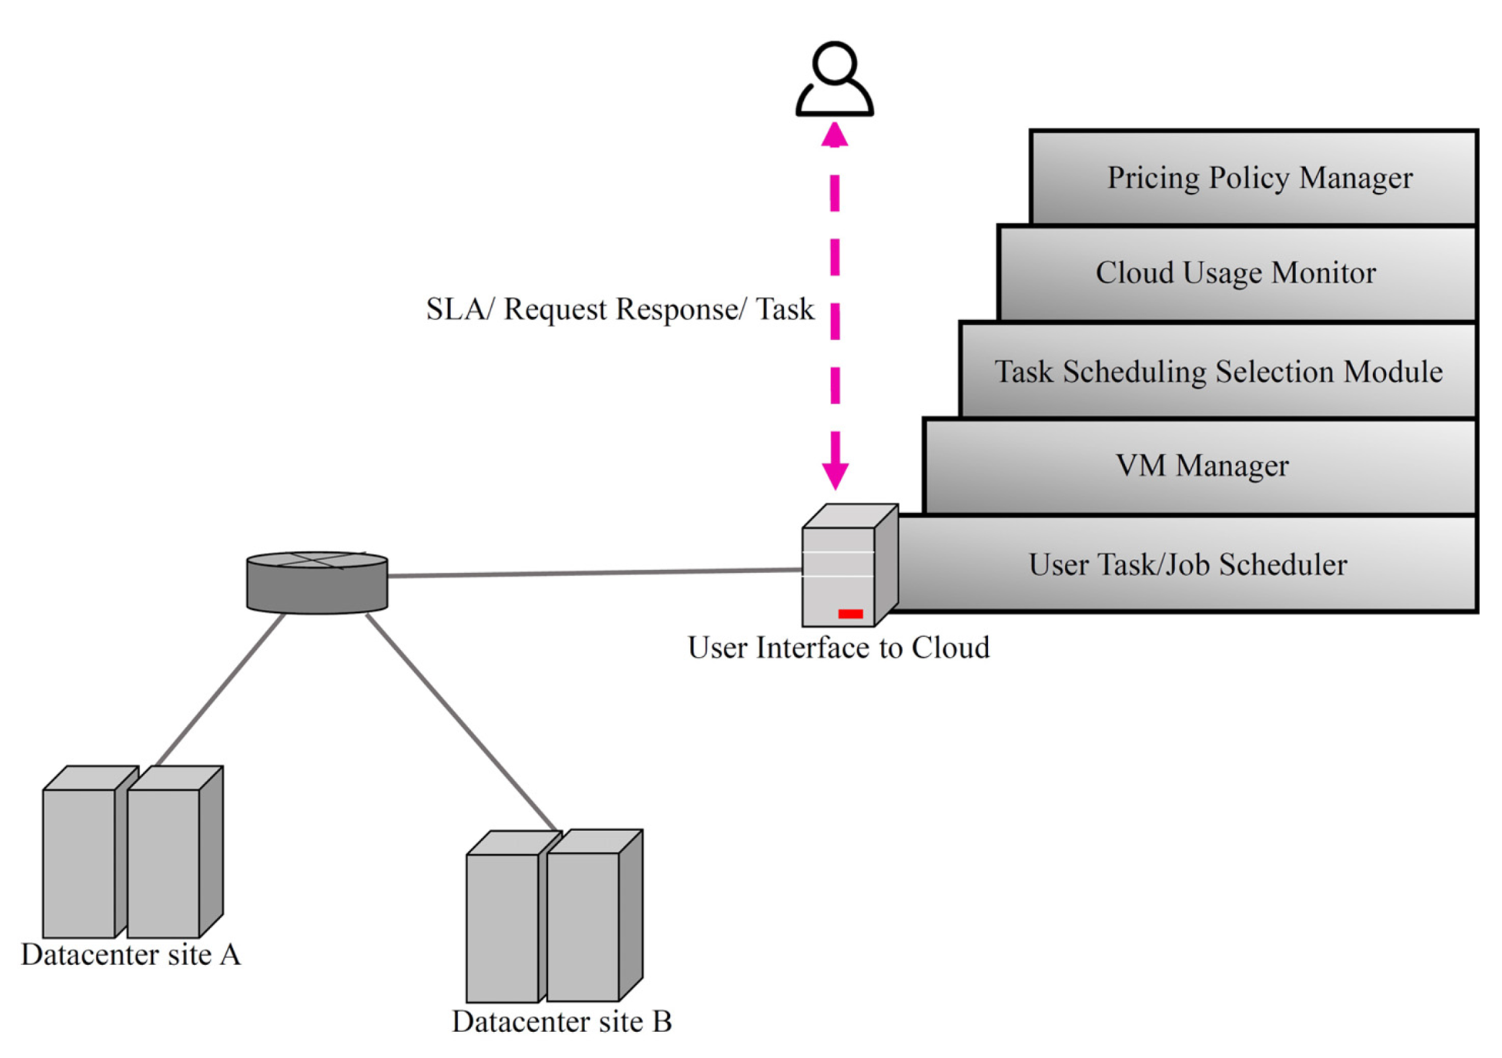 Pricing Policy Manager
Cloud Usage Monitor
SLA/ Request Response/ Task
Task Scheduling Selection Module
VM Manager
User Task/Job Scheduler
User Interface to Cloud
Datacenter site A
Datacenter site B